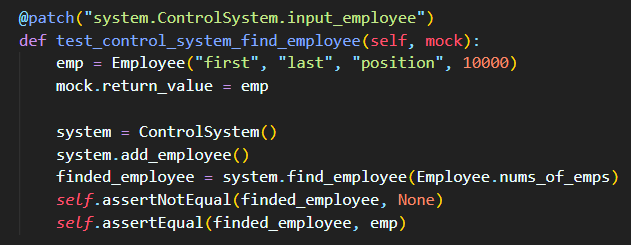 @patch("system.ControlSystem.input_employee")
def test_control_system_find_employee(self, mock):
    emp = Employee("first", "last", "position", 10000)
    mock.return_value = emp

    system = ControlSystem()
    system.add_employee()
    finded_employee = system.find_employee(Employee.nums_of_emps)
    self.assertNotEqual(finded_employee, None)
    self.assertEqual(finded_employee, emp)